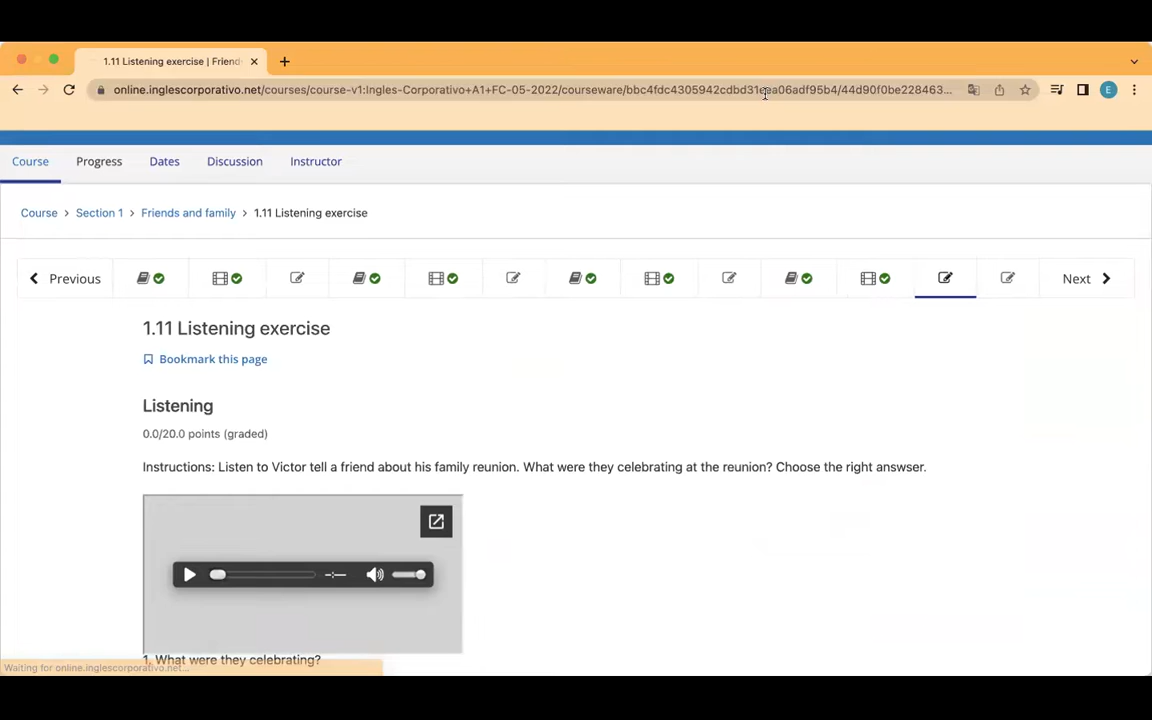 1.11 Listening exercise | Friend
online.inglescorporativo.net/courses/course-v1:Ingles-Corporativo+A1+FC-05-2022/courseware/bbc4fdc4305942cdbd31eea06adf95b4/44d90f0be228463...
E
Course Progress Dates Discussion Instructor
Course > Section 1 > Friends and family > 1.11 Listening exercise
Previous Next
1.11 Listening exercise
Bookmark this page
Listening
0.0/20.0 points (graded)
Instructions: Listen to Victor tell a friend about his family reunion. What were they celebrating at the reunion? Choose the right answser.
-:--
1. What were they celebrating?
Waiting for online.inglescorporativo.net...